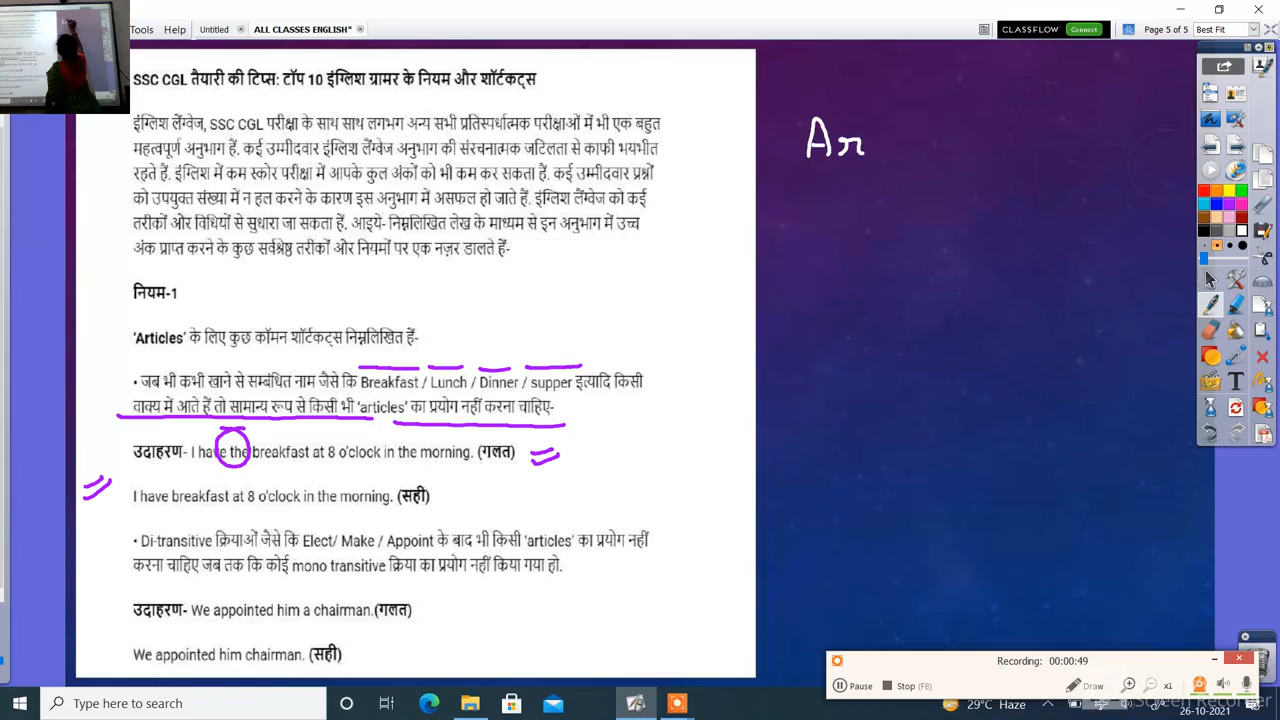 Tools Help Untitled ALL CLASSES ENGLISH* CLASSFLOW Connect Page 5 of 5 Best Fit
SSC CGL तैयारी की टिप्स: टॉप 10 इंग्लिश ग्रामर के नियम और शॉर्टकट्स
इंग्लिश लैंग्वेज, SSC CGL परीक्षा के साथ साथ लगभग अन्य सभी प्रतिस्पर्धात्मक परीक्षाओं में भी एक बहुत
महत्वपूर्ण अनुभाग हैं. कई उम्मीदवार इंग्लिश लैंग्वेज अनुभाग की संरचनात्मक जटिलता से काफी भयभीत
रहते हैं. इंग्लिश में कम स्कोर परीक्षा में आपके कुल अंकों को भी कम कर सकता हैं. कई उम्मीदवार प्रश्नों
को उपयुक्त संख्या में न हल करने के कारण इस अनुभाग में असफल हो जाते हैं. इंग्लिश लैंग्वेज को कई
तरीकों और विधियों से सुधारा जा सकता हैं. आइये- निम्नलिखित लेख के माध्यम से इन अनुभाग में उच्च
अंक प्राप्त करने के कुछ सर्वश्रेष्ठ तरीकों और नियमों पर एक नज़र डालते हैं-
Ar
नियम-1
'Articles' के लिए कुछ कॉमन शॉर्टकट्स निम्नलिखित हैं-
• जब भी कभी खाने से सम्बंधित नाम जैसे कि Breakfast / Lunch / Dinner / supper इत्यादि किसी
वाक्य में आते हैं तो सामान्य रूप से किसी भी 'articles' का प्रयोग नहीं करना चाहिए-
उदाहरण- I have the breakfast at 8 o'clock in the morning. (गलत)
I have breakfast at 8 o'clock in the morning. (सही)
• Di-transitive क्रियाओं जैसे कि Elect/ Make / Appoint के बाद भी किसी 'articles' का प्रयोग नहीं
करना चाहिए जब तक कि कोई mono transitive क्रिया का प्रयोग नहीं किया गया हो.
उदाहरण- We appointed him a chairman.(गलत)
We appointed him chairman. (सही)
Recording: 00:00:49
Pause Stop (F8) Draw x1
Type here to search
29°C Haze
26-10-2021
Screen Recorder